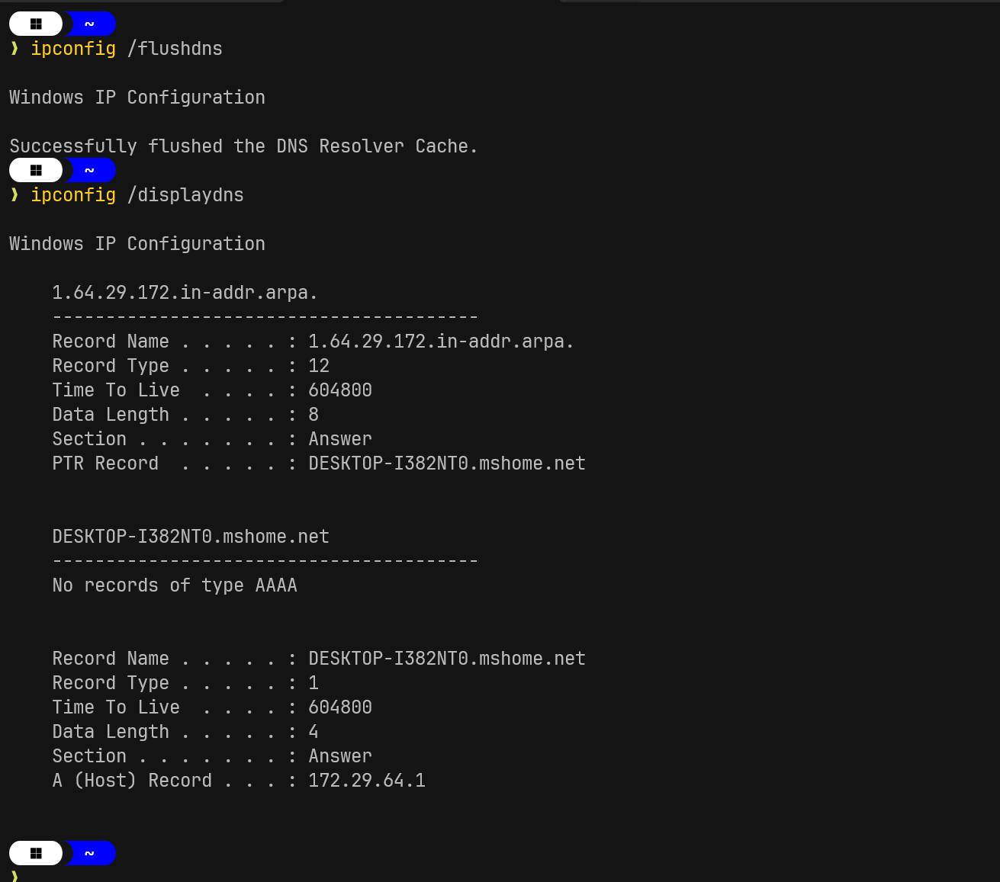 ~
❯ ipconfig /flushdns
Windows IP Configuration
Successfully flushed the DNS Resolver Cache.
~
❯ ipconfig /displaydns
Windows IP Configuration
1.64.29.172.in-addr.arpa.
----------------------------------------
Record Name . . . . . : 1.64.29.172.in-addr.arpa.
Record Type . . . . . : 12
Time To Live  . . . . : 604800
Data Length . . . . . : 8
Section . . . . . . . : Answer
PTR Record  . . . . . : DESKTOP-I382NT0.mshome.net
DESKTOP-I382NT0.mshome.net
----------------------------------------
No records of type AAAA
Record Name . . . . . : DESKTOP-I382NT0.mshome.net
Record Type . . . . . : 1
Time To Live  . . . . : 604800
Data Length . . . . . : 4
Section . . . . . . . : Answer
A (Host) Record . . . : 172.29.64.1
~
❯